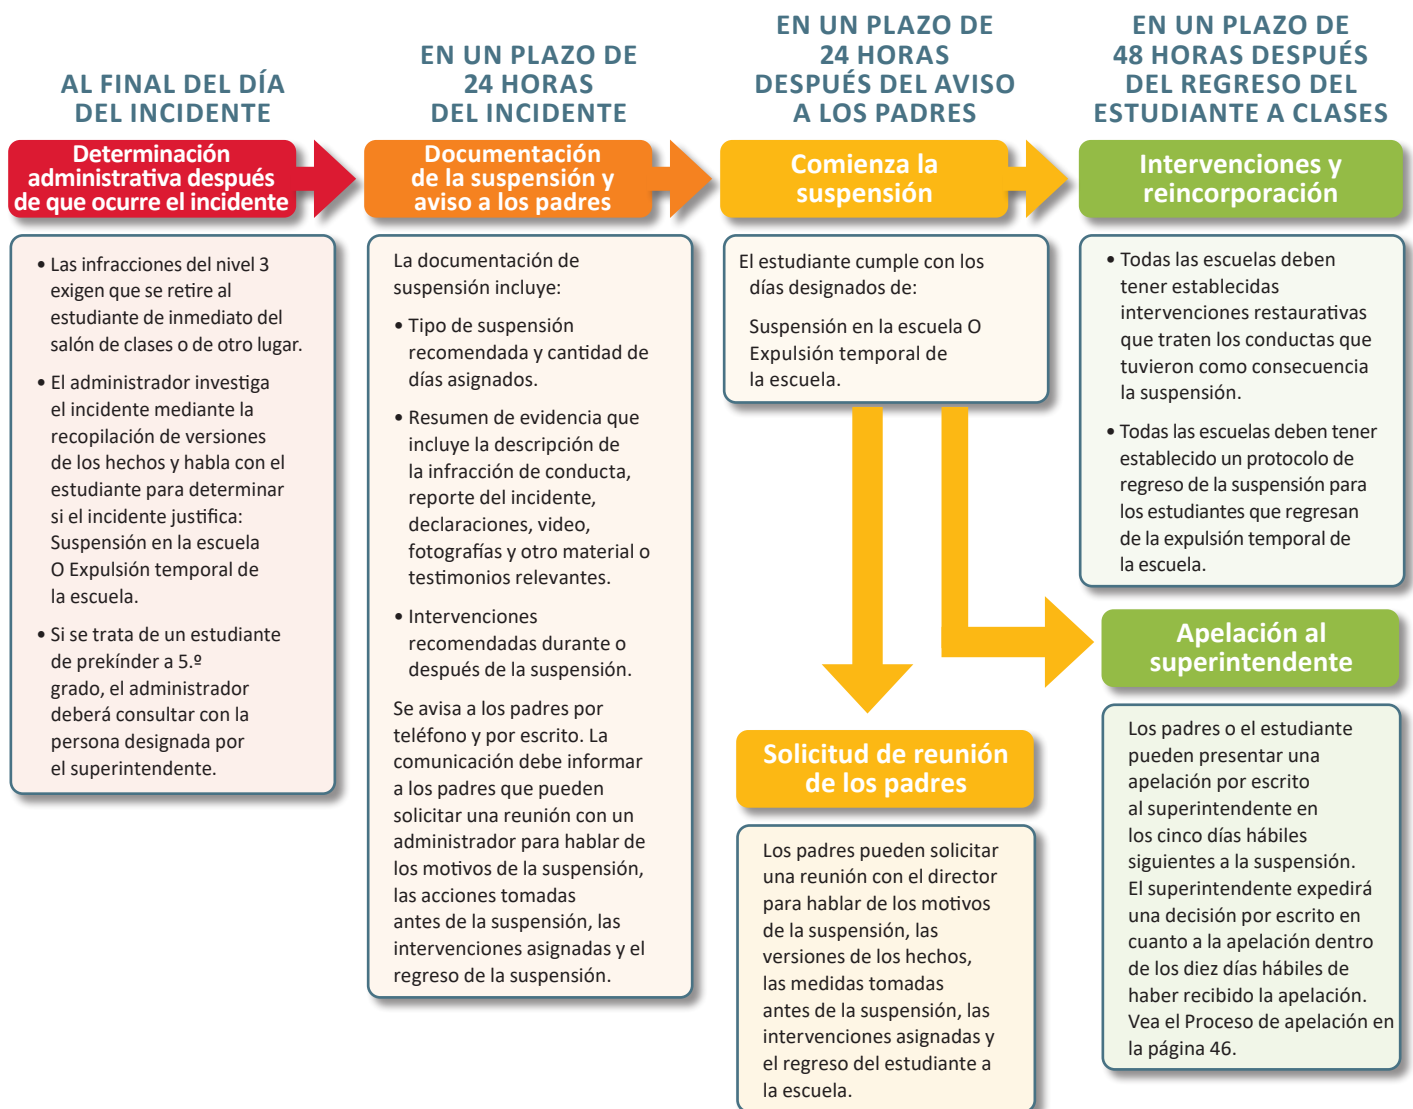 AL FINAL DEL DÍA
DEL INCIDENTE
Determinación
administrativa después
de que ocurre el incidente
• Las infracciones del nivel 3
exigen que se retire al
estudiante de inmediato del
salón de clases o de otro lugar.
• El administrador investiga
el incidente mediante la
recopilación de versiones
de los hechos y habla con el
estudiante para determinar
si el incidente justifica:
Suspensión en la escuela
O Expulsión temporal de
la escuela.
• Si se trata de un estudiante
de prekínder a 5.º
grado, el administrador
deberá consultar con la
persona designada por
el superintendente.
EN UN PLAZO DE
24 HORAS
DEL INCIDENTE
Documentación
de la suspensión y
aviso a los padres
La documentación de
suspensión incluye:
• Tipo de suspensión
recomendada y cantidad de
días asignados.
• Resumen de evidencia que
incluye la descripción de
la infracción de conducta,
reporte del incidente,
declaraciones, video,
fotografías y otro material o
testimonios relevantes.
• Intervenciones
recomendadas durante o
después de la suspensión.
Se avisa a los padres por
teléfono y por escrito. La
comunicación debe informar
a los padres que pueden
solicitar una reunión con un
administrador para hablar de
los motivos de la suspensión,
las acciones tomadas
antes de la suspensión, las
intervenciones asignadas y el
regreso de la suspensión.
EN UN PLAZO DE
24 HORAS
DESPUÉS DEL AVISO
A LOS PADRES
Comienza la
suspensión
El estudiante cumple con los
días designados de:
Suspensión en la escuela O
Expulsión temporal de
la escuela.
Solicitud de reunión
de los padres
Los padres pueden solicitar
una reunión con el director
para hablar de los motivos
de la suspensión, las
versiones de los hechos,
las medidas tomadas
antes de la suspensión, las
intervenciones asignadas y
el regreso del estudiante a
la escuela.
EN UN PLAZO DE
48 HORAS DESPUÉS
DEL REGRESO DEL
ESTUDIANTE A CLASES
Intervenciones y
reincorporación
• Todas las escuelas deben
tener establecidas
intervenciones restaurativas
que traten los conductas que
tuvieron como consecuencia
la suspensión.
• Todas las escuelas deben tener
establecido un protocolo de
regreso de la suspensión para
los estudiantes que regresan
de la expulsión temporal de
la escuela.
Apelación al
superintendente
Los padres o el estudiante
pueden presentar una
apelación por escrito
al superintendente en
los cinco días hábiles
siguientes a la suspensión.
El superintendente expedirá
una decisión por escrito en
cuanto a la apelación dentro
de los diez días hábiles de
haber recibido la apelación.
Vea el Proceso de apelación en
la página 46.